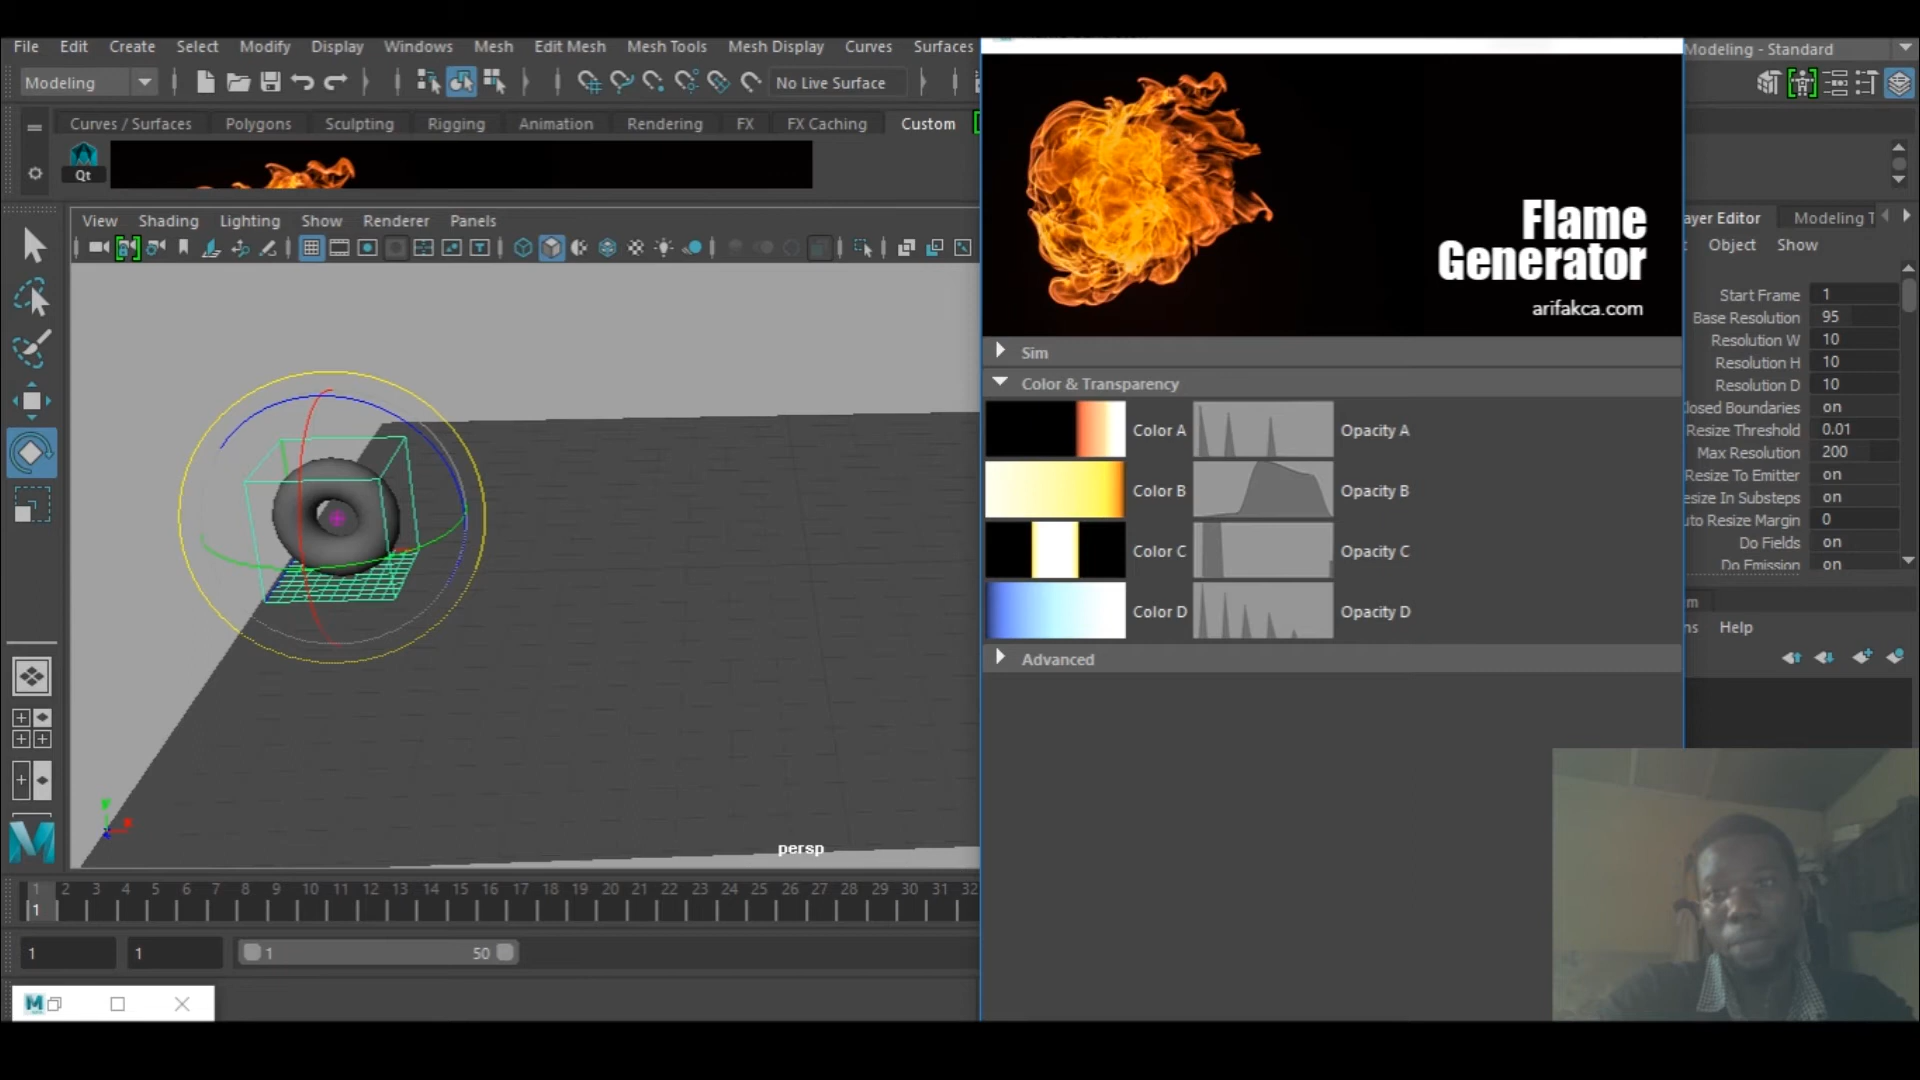 File Edit Create Select Modify Display Windows Mesh Edit Mesh Mesh Tools Mesh Display Curves Surfaces
Modeling - Standard
Modeling
No Live Surface
Curves / Surfaces Polygons Sculpting Rigging Animation Rendering FX FX Caching Custom
Qt
View Shading Lighting Show Renderer Panels
persp
Flame
Generator
arifakca.com
Sim
Color & Transparency
Color A Opacity A
Color B Opacity B
Color C Opacity C
Color D Opacity D
Advanced
ayer Editor Modeling T
Object Show
Start Frame 1
Base Resolution 95
Resolution W 10
Resolution H 10
Resolution D 10
losed Boundaries on
Resize Threshold 0.01
Max Resolution 200
Resize To Emitter on
esize In Substeps on
uto Resize Margin 0
Do Fields on
Do Emission on
m
ns Help
1 2 3 4 5 6 7 8 9 10 11 12 13 14 15 16 17 18 19 20 21 22 23 24 25 26 27 28 29 30 31 32
1
1 1 1 50
M